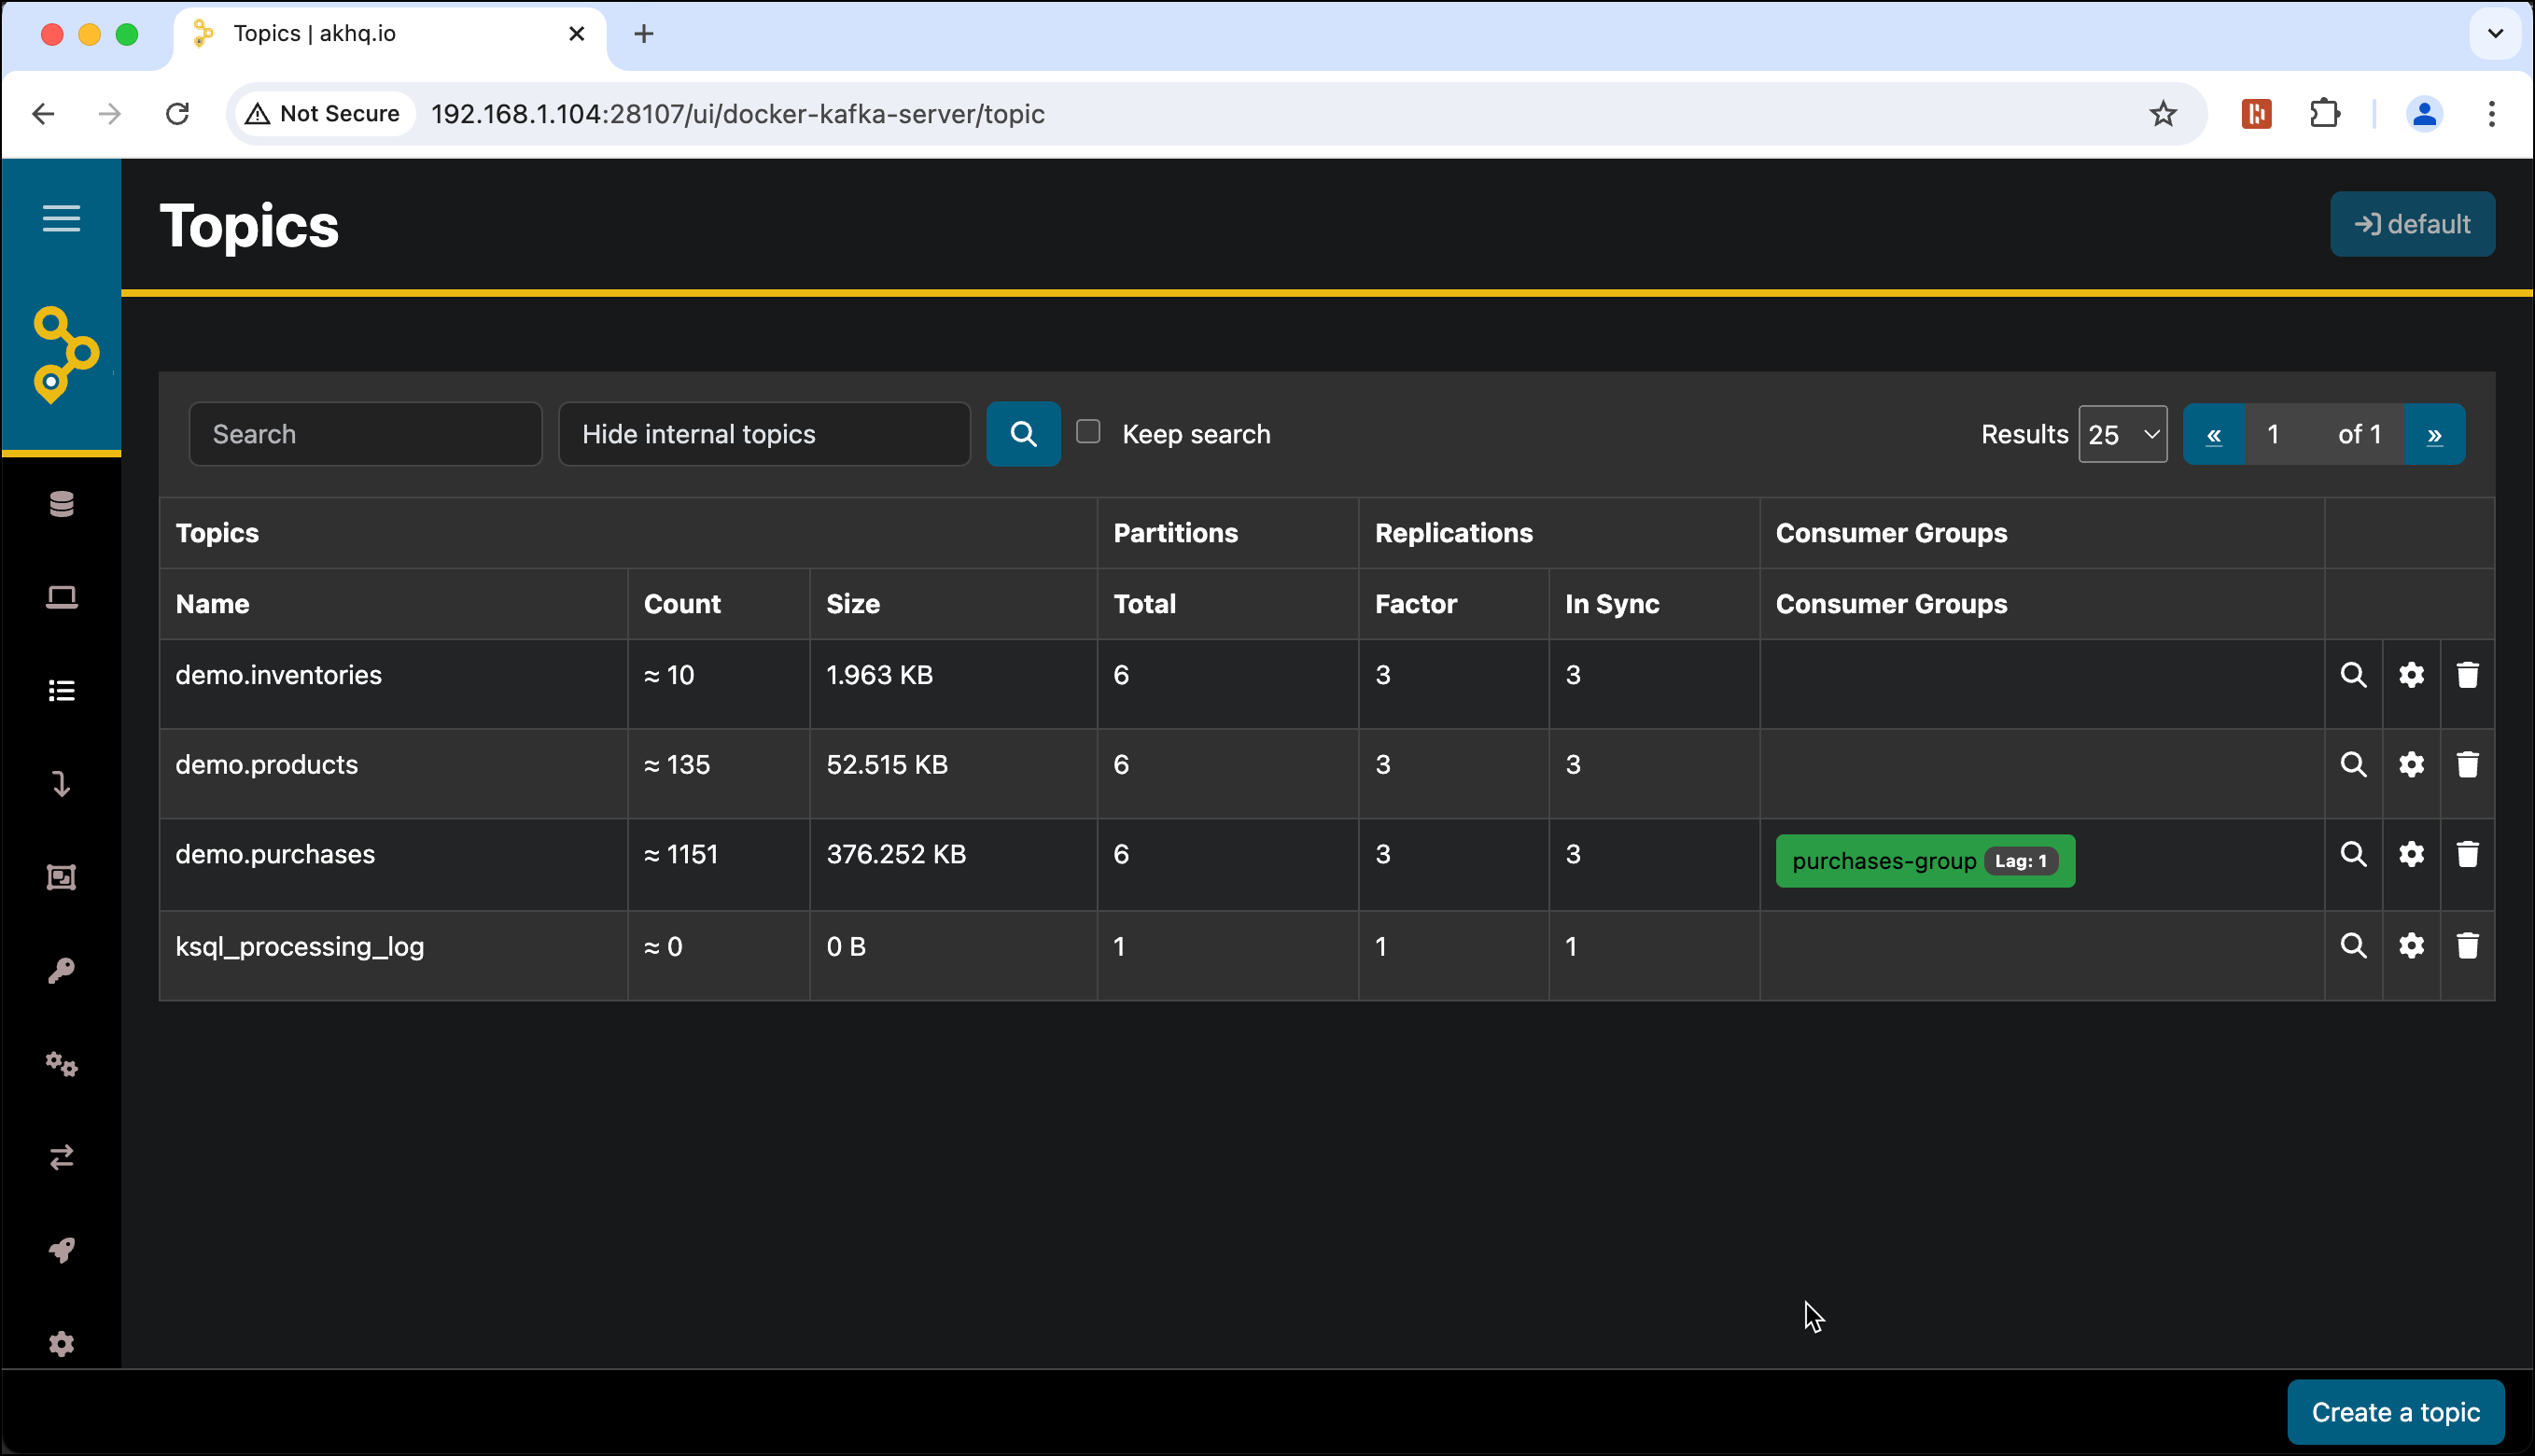 Topics | akhq.io
Not Secure 192.168.1.104:28107/ui/docker-kafka-server/topic
Topics
default
Search Hide internal topics Keep search Results 25 « 1 of 1 »
Topics Partitions Replications Consumer Groups
Name Count Size Total Factor In Sync Consumer Groups
demo.inventories ≈ 10 1.963 KB 6 3 3
demo.products ≈ 135 52.515 KB 6 3 3
demo.purchases ≈ 1151 376.252 KB 6 3 3 purchases-group Lag: 1
ksql_processing_log ≈ 0 0 B 1 1 1
Create a topic